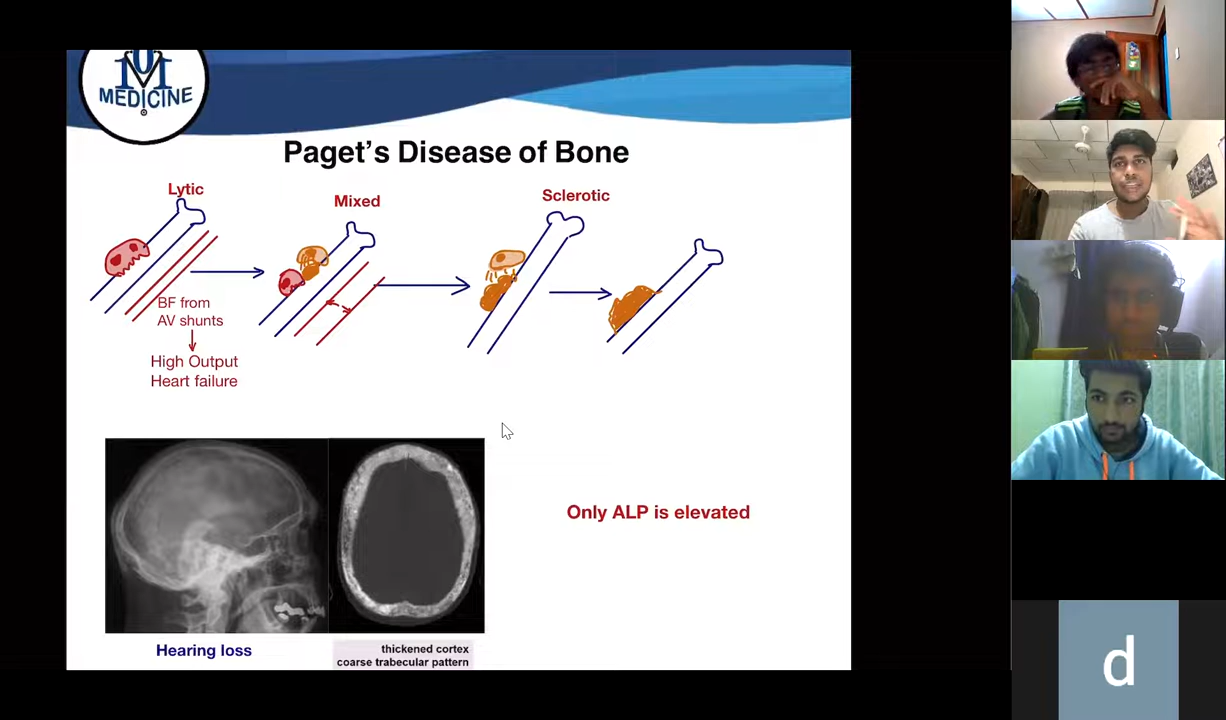 UM
MEDICINE
Paget's Disease of Bone
Lytic
Mixed
Sclerotic
BF from
AV shunts
High Output
Heart failure
Only ALP is elevated
Hearing loss
thickened cortex
coarse trabecular pattern
d